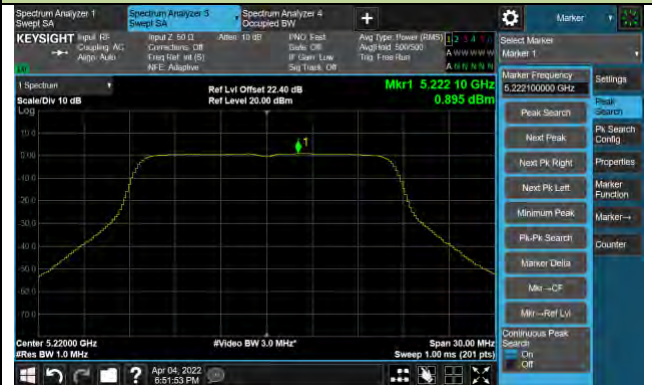 Spectrum Analyzer 1
Swept SA
Spectrum Analyzer 3
Swept SA
Spectrum Analyzer 4
Occupied BW
+
Marker
KEYSIGHT
Input: RF
Coupling: AC
Align: Auto
Input Z: 50 Ω
Corrections: Off
Freq Ref: Int (S)
NFE: Adaptive
Atten: 10 dB
PNO: Fast
Gate: Off
IF Gain: Low
Sig Track: Off
Avg Type: Power (RMS)
Avg|Hold: 500/500
Trig: Free Run
1 2 3 4 5 6
A W W W W W
A N N N N N
Select Marker
Marker 1
1 Spectrum
Scale/Div 10 dB
Log
Ref Lvl Offset 22.40 dB
Ref Level 20.00 dBm
Mkr1 5.222 10 GHz
0.895 dBm
Marker Frequency
5.222100000 GHz
Settings
Peak Search
Next Peak
Next Pk Right
Next Pk Left
Minimum Peak
Pk-Pk Search
Marker Delta
Mkr→CF
Mkr→Ref Lvl
Continuous Peak
Search
On
Off
Peak
Search
Pk Search
Config
Properties
Marker
Function
Marker→
Counter
10.0
0.00
-10.0
-20.0
-30.0
-40.0
-50.0
-60.0
-70.0
1
Center 5.22000 GHz
#Res BW 1.0 MHz
#Video BW 3.0 MHz*
Span 30.00 MHz
Sweep 1.00 ms (201 pts)
?
Apr 04, 2022
6:51:53 PM